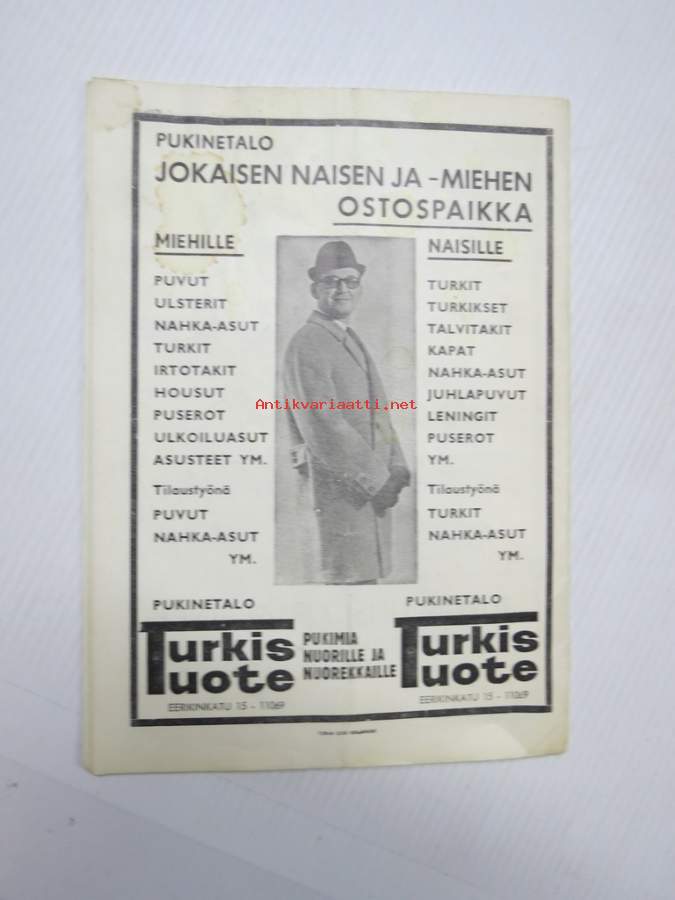 PUKINETALO
JOKAISEN NAISEN JA -MIEHEN
OSTOSPAIKKA
MIEHILLE
PUVUT
ULSTERIT
NAHKA-ASUT
TURKIT
IRTOTAKIT
HOUSUT
PUSEROT
ULKOILUASUT
ASUSTEET YM.
Tilaustyönä
PUVUT
NAHKA-ASUT
YM.
NAISILLE
TURKIT
TURKIKSET
TALVITAKIT
KAPAT
NAHKA-ASUT
JUHLAPUVUT
LENINGIT
PUSEROT
YM.
Tilaustyönä
TURKIT
NAHKA-ASUT
YM.
Antikvariaatti.net
PUKINETALO
Turkis
Tuote
EERIKINKATU 15 - 11069
PUKIMIA
NUORILLE JA
NUOREKKAILLE
PUKINETALO
Turkis
Tuote
EERIKINKATU 15 - 11069